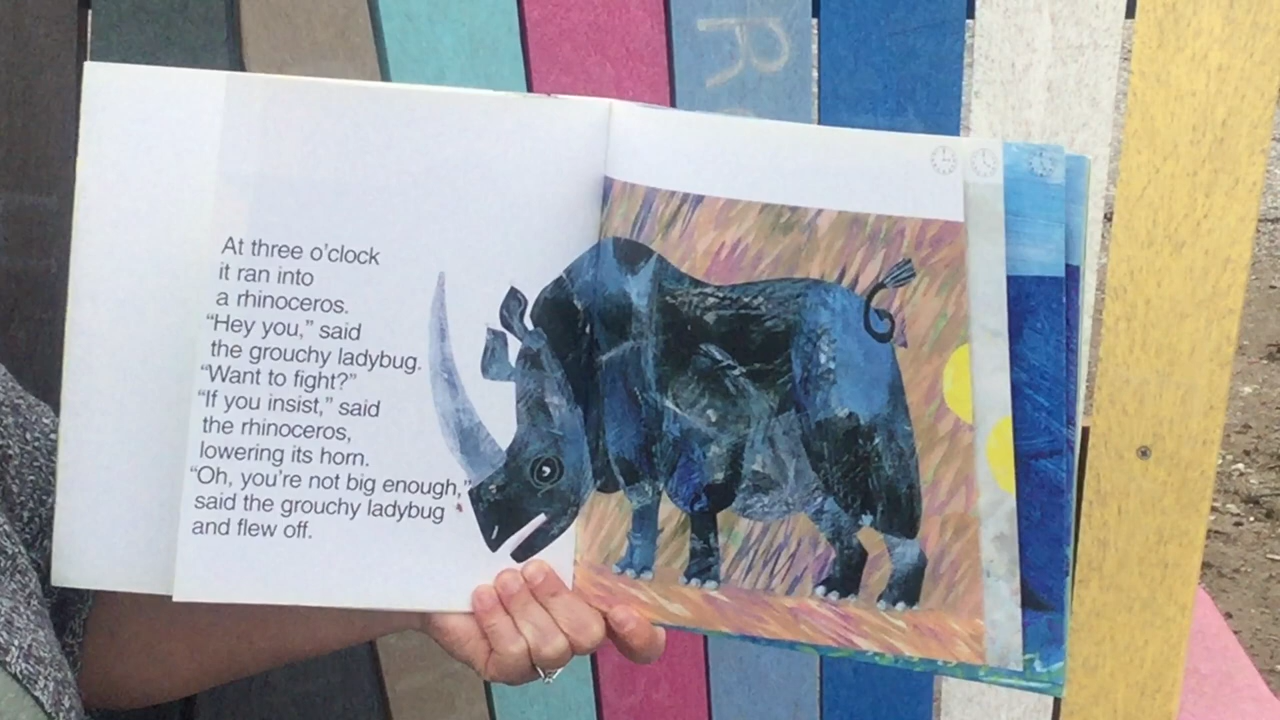 R
At three o'clock
it ran into
a rhinoceros.
“Hey you,” said
the grouchy ladybug.
“Want to fight?”
“If you insist,” said
the rhinoceros,
lowering its horn.
“Oh, you're not big enough,”
said the grouchy ladybug
and flew off.